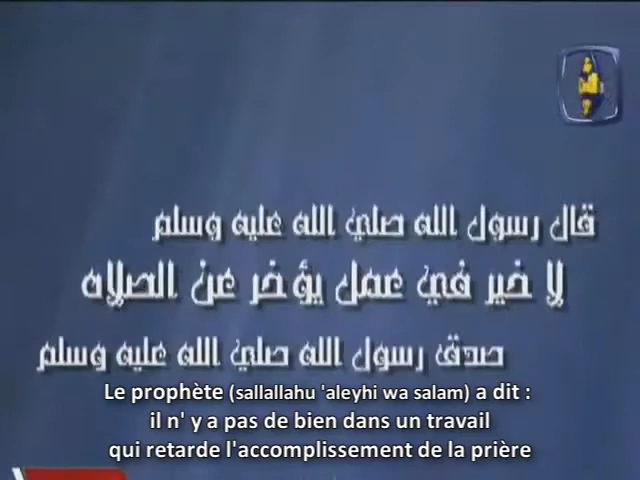 قال رسول الله صلي الله عليه وسلم
لا خير في عمل يؤخر عن الصلاه
صدق رسول الله صلي الله عليه وسلم
Le prophète (sallallahu 'aleyhi wa salam) a dit :
il n' y a pas de bien dans un travail
qui retarde l'accomplissement de la prière